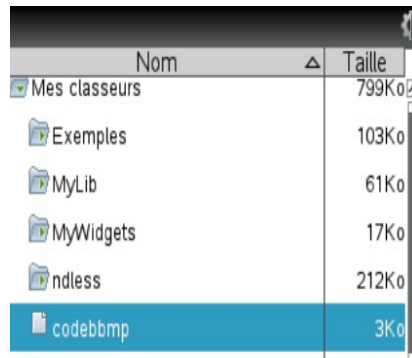 Nom Taille
Mes classeurs 799Ko
Exemples 103Ko
MyLib 61Ko
MyWidgets 17Ko
ndless 212Ko
codebbmp 3Ko